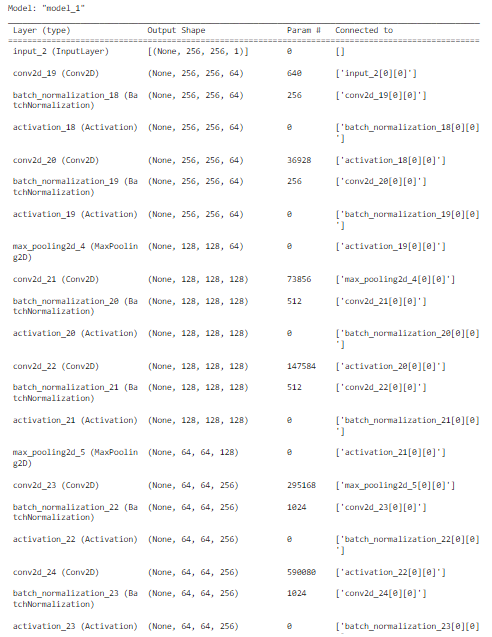 Model: "model_1"
Layer (type) Output Shape Param # Connected to
input_2 (InputLayer) [(None, 256, 256, 1)] 0 []
conv2d_19 (Conv2D) (None, 256, 256, 64) 640 ['input_2[0][0]']
batch_normalization_18 (Ba (None, 256, 256, 64) 256 ['conv2d_19[0][0]']
tchNormalization)
activation_18 (Activation) (None, 256, 256, 64) 0 ['batch_normalization_18[0][0]
']
conv2d_20 (Conv2D) (None, 256, 256, 64) 36928 ['activation_18[0][0]']
batch_normalization_19 (Ba (None, 256, 256, 64) 256 ['conv2d_20[0][0]']
tchNormalization)
activation_19 (Activation) (None, 256, 256, 64) 0 ['batch_normalization_19[0][0]
']
max_pooling2d_4 (MaxPoolin (None, 128, 128, 64) 0 ['activation_19[0][0]']
g2D)
conv2d_21 (Conv2D) (None, 128, 128, 128) 73856 ['max_pooling2d_4[0][0]']
batch_normalization_20 (Ba (None, 128, 128, 128) 512 ['conv2d_21[0][0]']
tchNormalization)
activation_20 (Activation) (None, 128, 128, 128) 0 ['batch_normalization_20[0][0]
']
conv2d_22 (Conv2D) (None, 128, 128, 128) 147584 ['activation_20[0][0]']
batch_normalization_21 (Ba (None, 128, 128, 128) 512 ['conv2d_22[0][0]']
tchNormalization)
activation_21 (Activation) (None, 128, 128, 128) 0 ['batch_normalization_21[0][0]
']
max_pooling2d_5 (MaxPoolin (None, 64, 64, 128) 0 ['activation_21[0][0]']
g2D)
conv2d_23 (Conv2D) (None, 64, 64, 256) 295168 ['max_pooling2d_5[0][0]']
batch_normalization_22 (Ba (None, 64, 64, 256) 1024 ['conv2d_23[0][0]']
tchNormalization)
activation_22 (Activation) (None, 64, 64, 256) 0 ['batch_normalization_22[0][0]
']
conv2d_24 (Conv2D) (None, 64, 64, 256) 590080 ['activation_22[0][0]']
batch_normalization_23 (Ba (None, 64, 64, 256) 1024 ['conv2d_24[0][0]']
tchNormalization)
activation_23 (Activation) (None, 64, 64, 256) 0 ['batch_normalization_23[0][0]